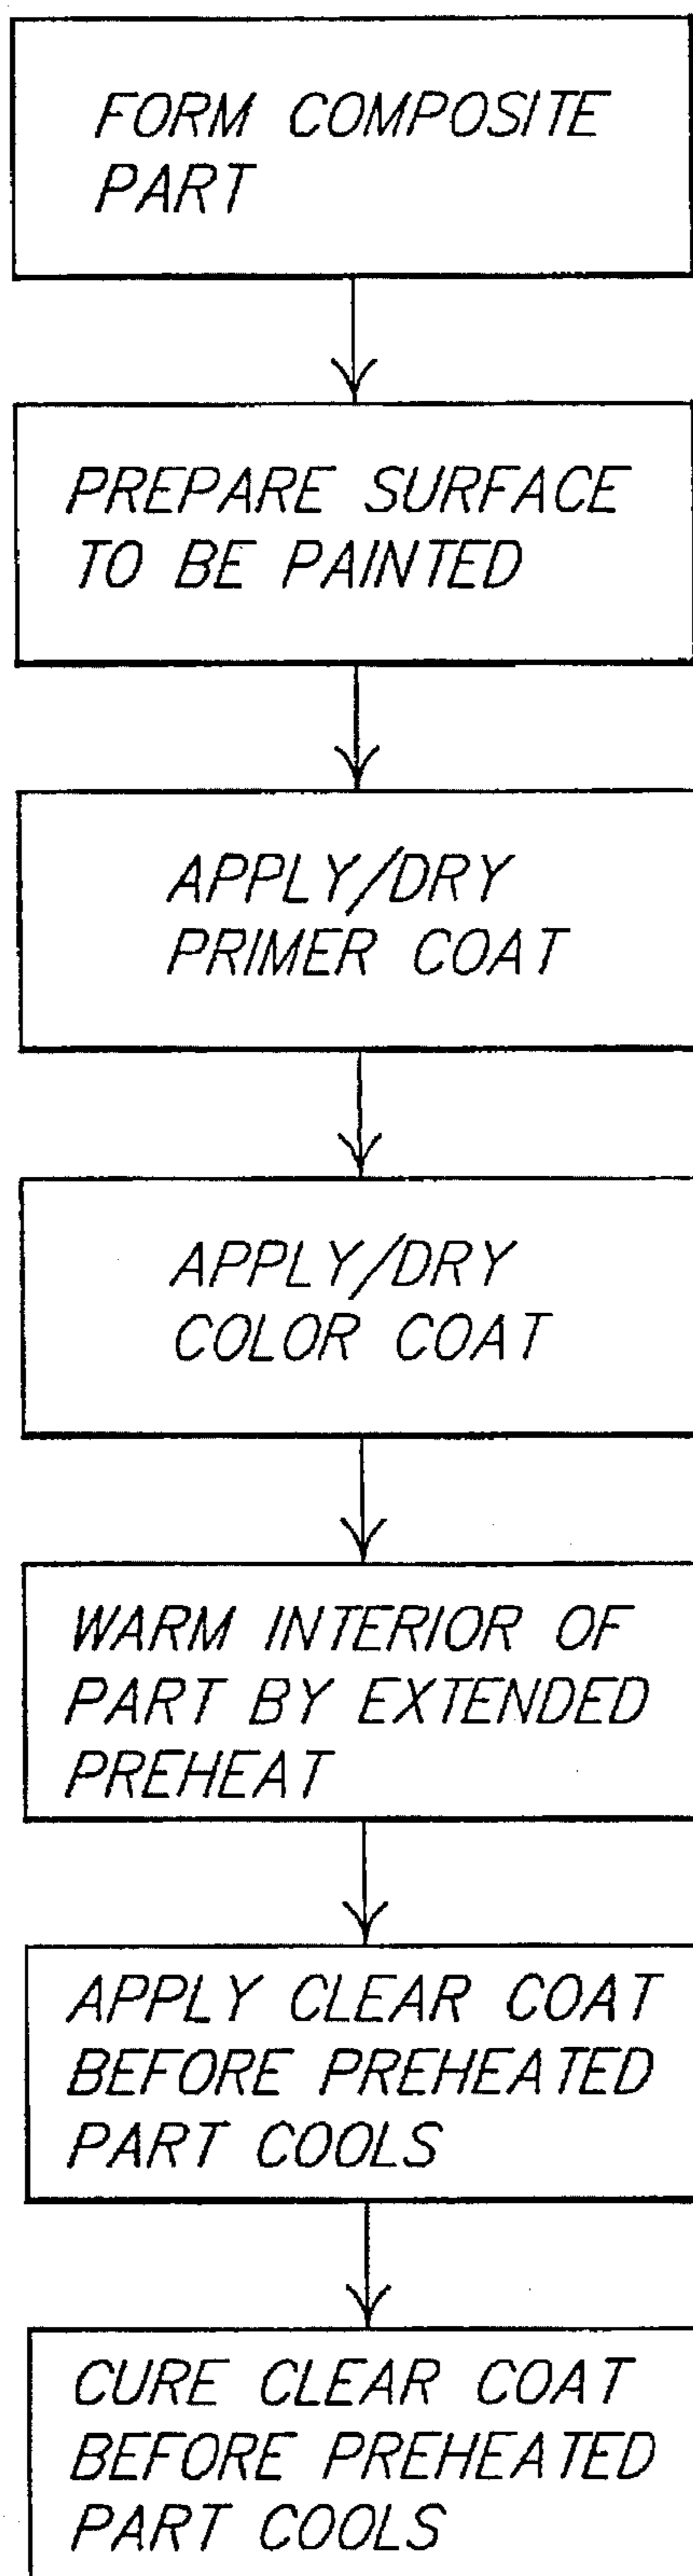 FORM COMPOSITE
PART
PREPARE SURFACE
TO BE PAINTED
APPLY/DRY
PRIMER COAT
APPLY/DRY
COLOR COAT
WARM INTERIOR OF
PART BY EXTENDED
PREHEAT
APPLY CLEAR COAT
BEFORE PREHEATED
PART COOLS
CURE CLEAR COAT
BEFORE PREHEATED
PART COOLS